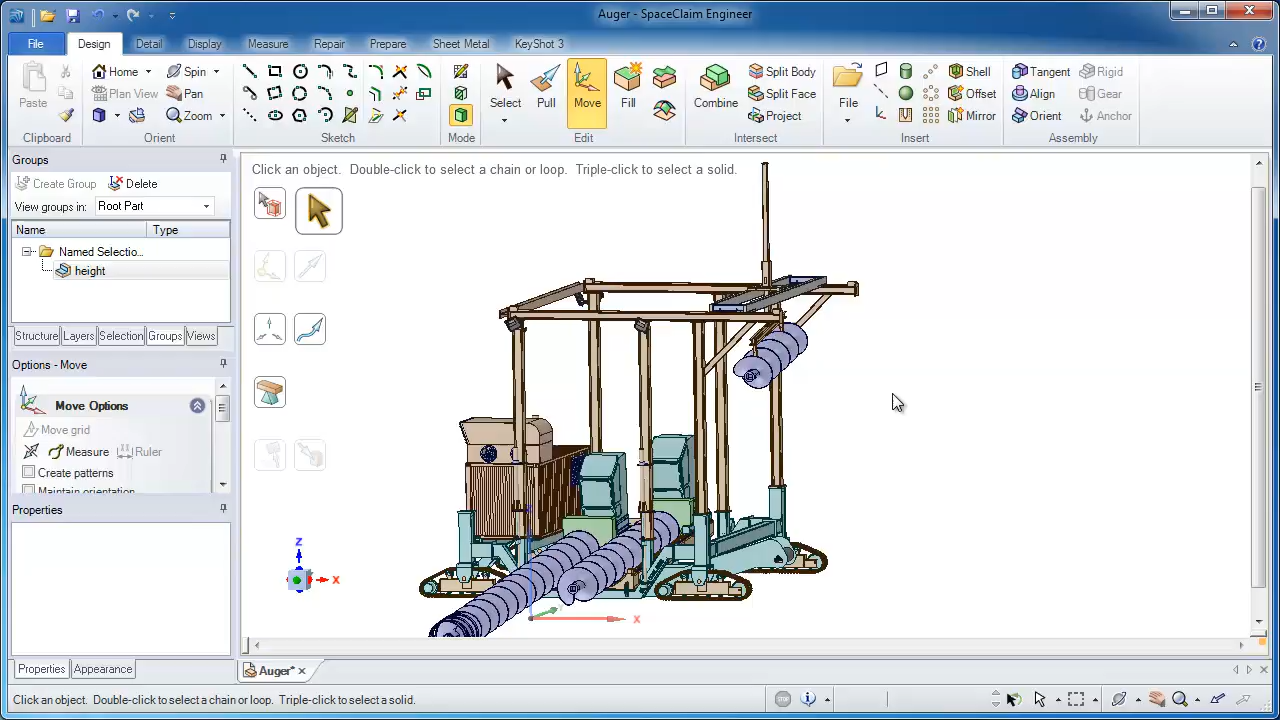 Auger - SpaceClaim Engineer
File Design Detail Display Measure Repair Prepare Sheet Metal KeyShot 3
Home Spin Tangent Rigid
Split Body Shell
Plan View Pan Split Face Offset Align Gear
Paste Select Pull Move Fill Combine File
Zoom Project Mirror Orient Anchor
Clipboard Orient Sketch Mode Edit Intersect Insert Assembly
Groups
Create Group Delete
View groups in: Root Part
Name Type
Named Selectio...
height
Structure Layers Selection Groups Views
Options - Move
Move Options
Move grid
Measure Ruler
Create patterns
Maintain orientation
Properties
Properties Appearance
Click an object. Double-click to select a chain or loop. Triple-click to select a solid.
Z
X
X
Auger*
Click an object. Double-click to select a chain or loop. Triple-click to select a solid.